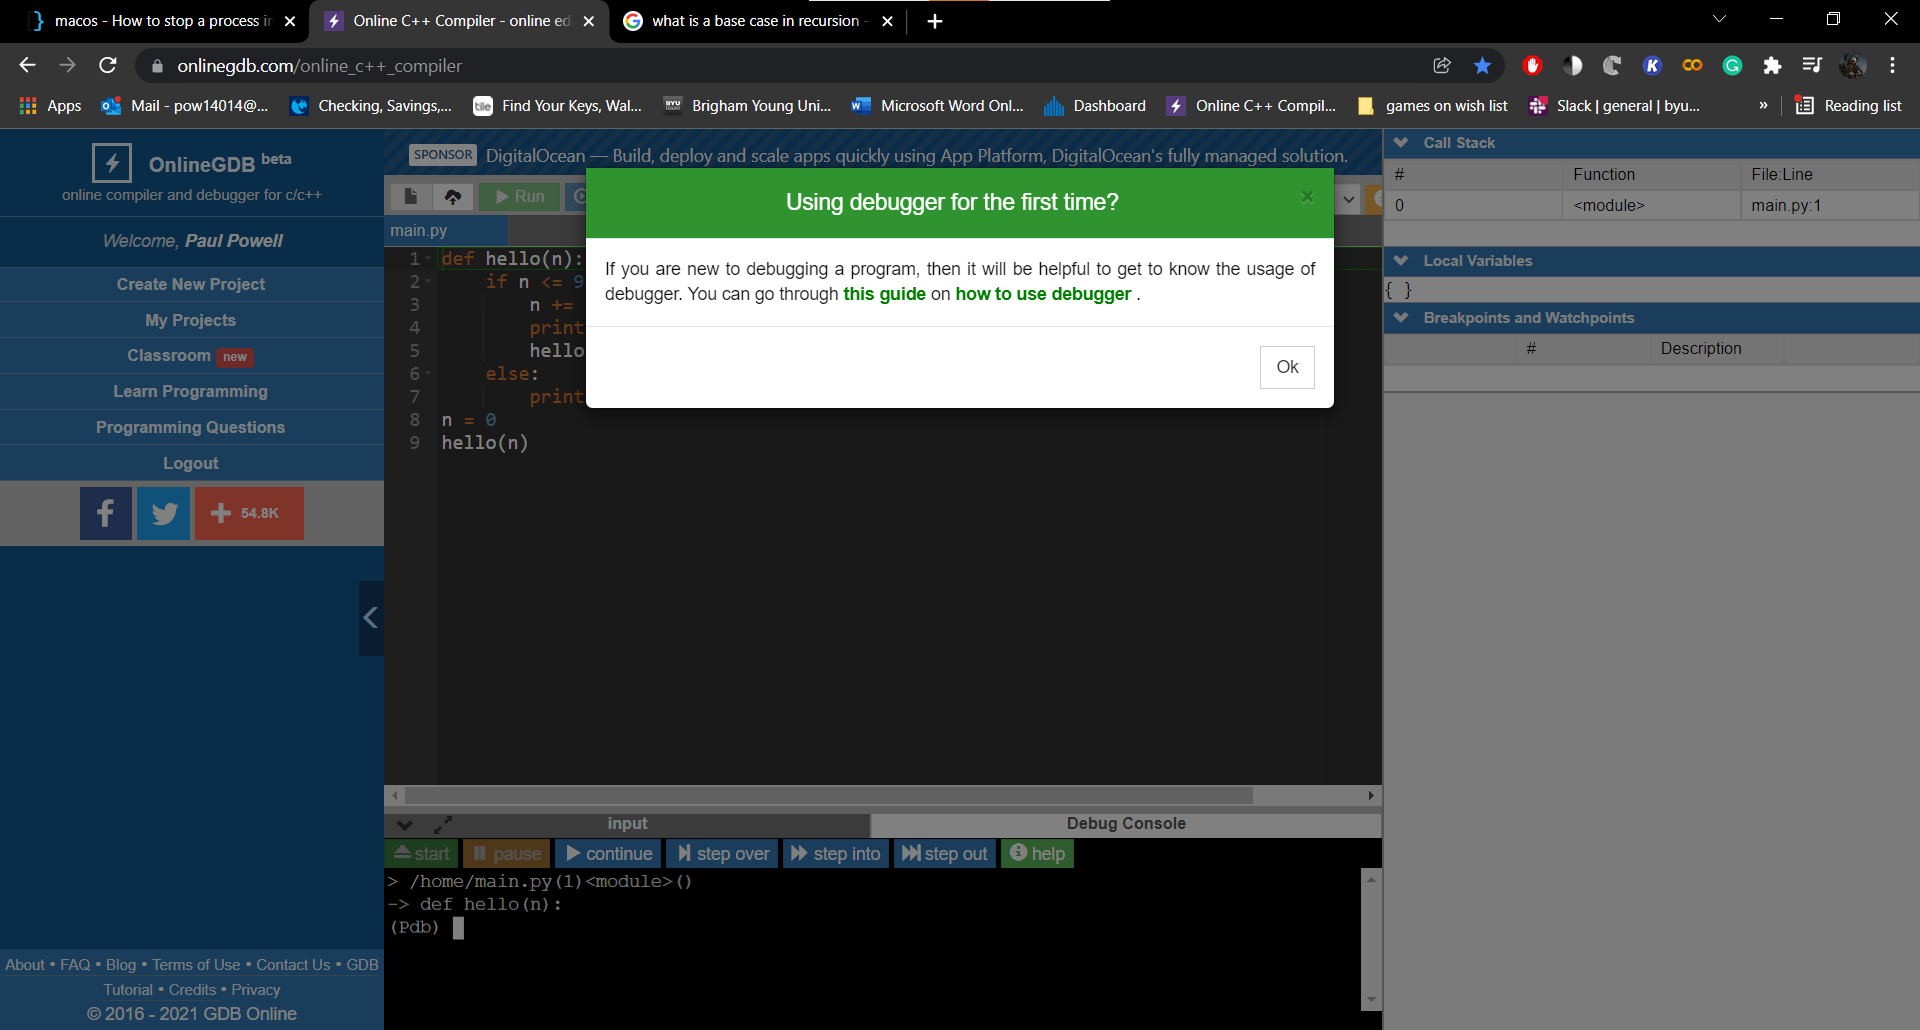 macos - How to stop a process in
Online C++ Compiler - online ed
what is a base case in recursion -
onlinegdb.com/online_c++_compiler
Apps
Mail - pow14014@...
Checking, Savings,...
tile
Find Your Keys, Wal...
BYU
Brigham Young Uni...
Microsoft Word Onl...
Dashboard
Online C++ Compil...
games on wish list
Slack | general | byu...
»
Reading list
OnlineGDB beta
online compiler and debugger for c/c++
Welcome, Paul Powell
Create New Project
My Projects
Classroom new
Learn Programming
Programming Questions
Logout
54.8K
About • FAQ • Blog • Terms of Use • Contact Us • GDB
Tutorial • Credits • Privacy
© 2016 - 2021 GDB Online
SPONSOR DigitalOcean — Build, deploy and scale apps quickly using App Platform, DigitalOcean's fully managed solution.
Run
main.py
1 def hello(n):
2 if n <= 9
3 n +=
4 print
5 hello
6 else:
7 print
8 n = 0
9 hello(n)
Using debugger for the first time?
×
If you are new to debugging a program, then it will be helpful to get to know the usage of
debugger. You can go through this guide on how to use debugger .
Ok
input
Debug Console
start
pause
continue
step over
step into
step out
help
> /home/main.py(1)<module>()
-> def hello(n):
(Pdb)
Call Stack
# Function File:Line
0 <module> main.py:1
Local Variables
{ }
Breakpoints and Watchpoints
# Description